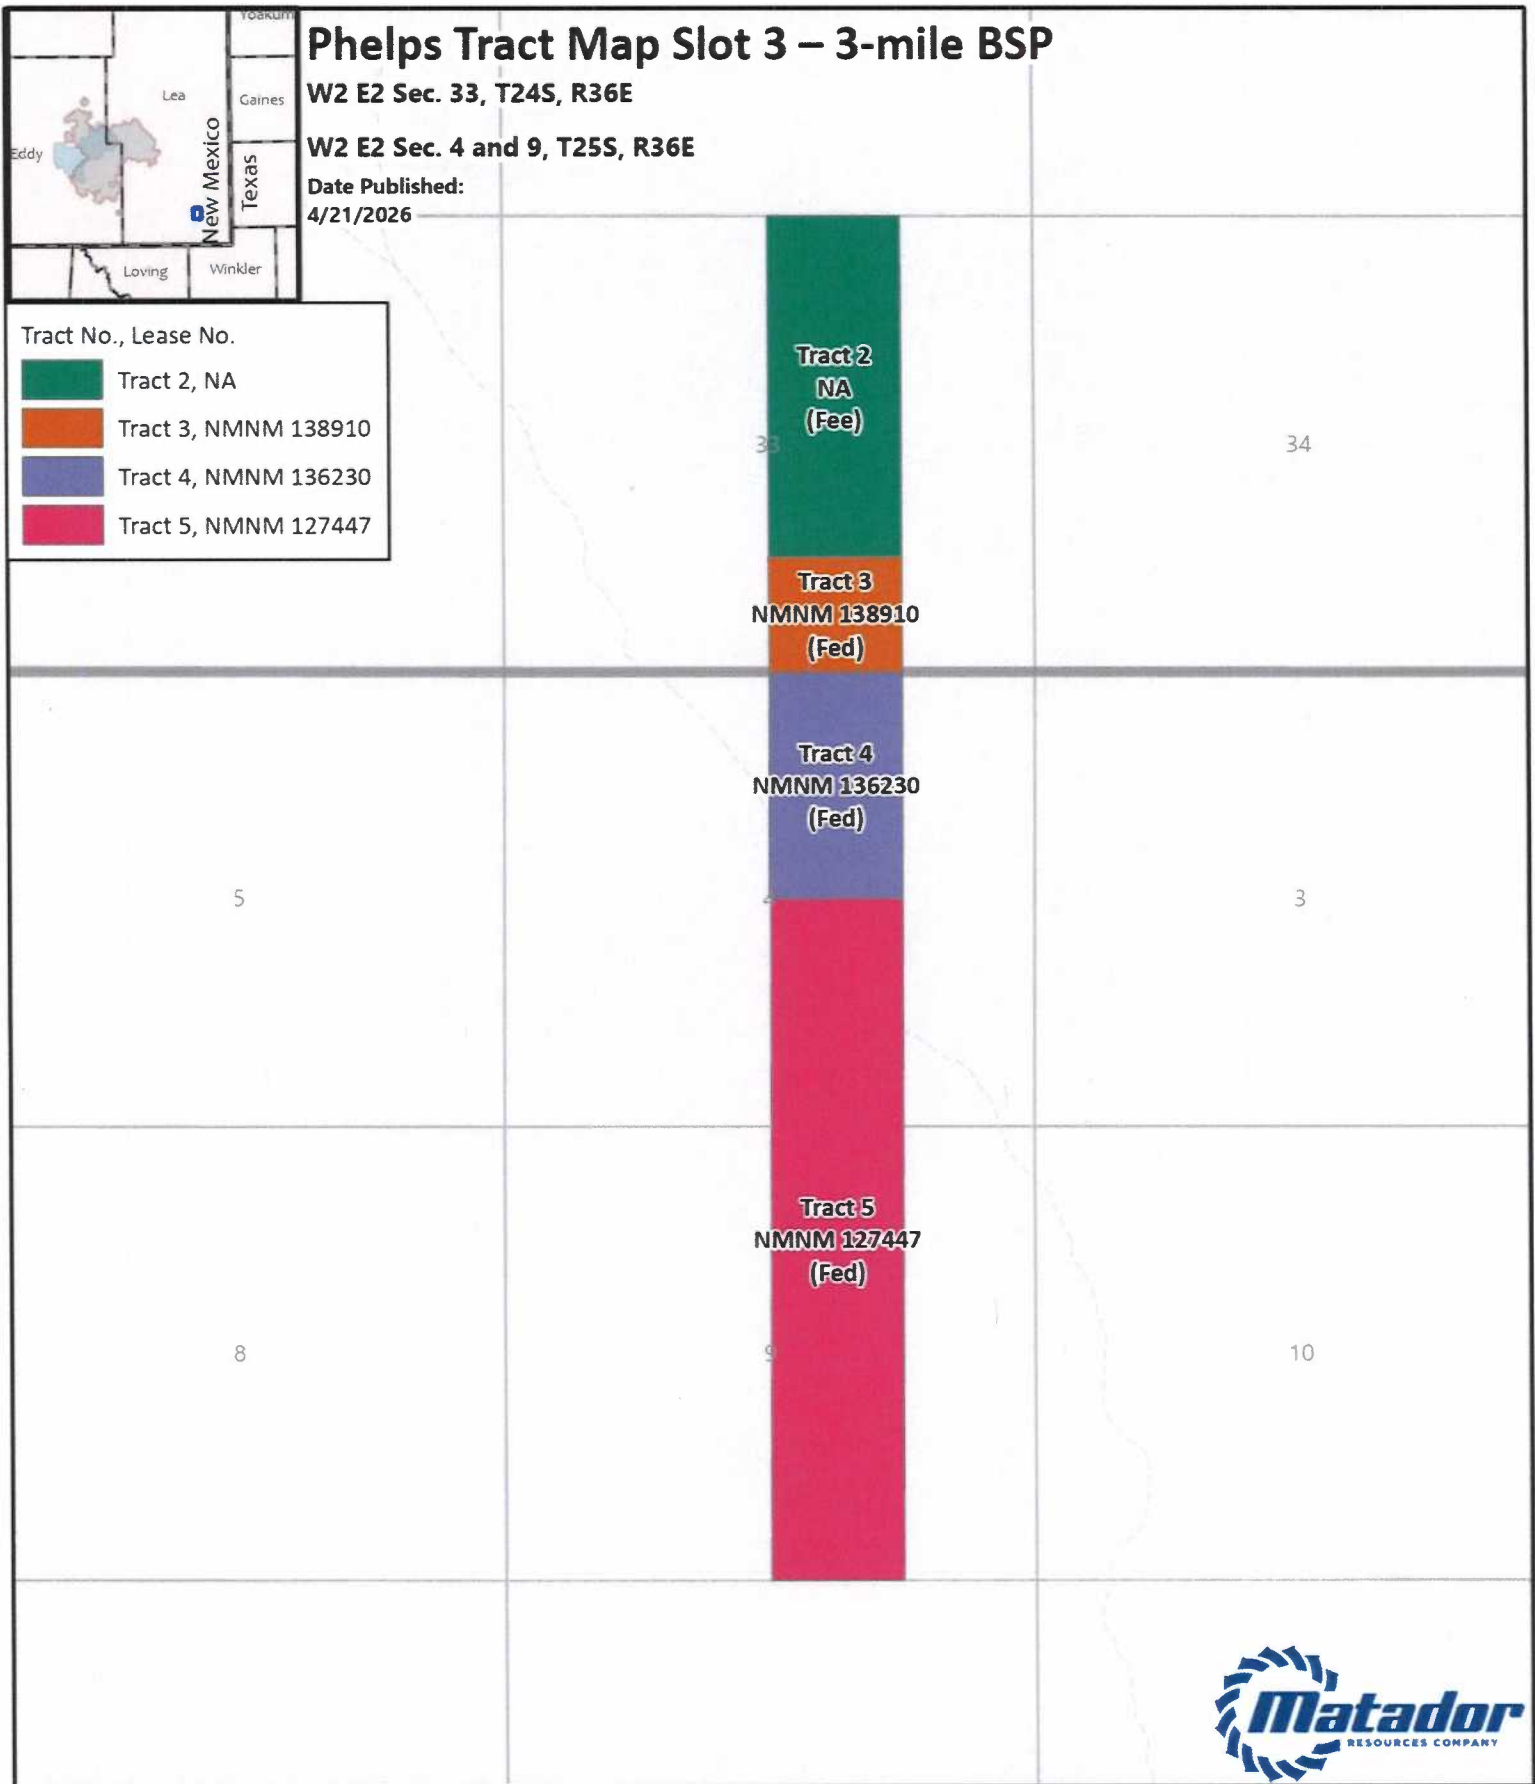 Yoakum
Phelps Tract Map Slot 3 – 3-mile BSP
W2 E2 Sec. 33, T24S, R36E
W2 E2 Sec. 4 and 9, T25S, R36E
Date Published:
4/21/2026
Lea
Gaines
Eddy
New Mexico
Texas
Loving
Winkler
Tract No., Lease No.
Tract 2, NA
Tract 3, NMNM 138910
Tract 4, NMNM 136230
Tract 5, NMNM 127447
Tract 2
NA
(Fee)
33
34
Tract 3
NMNM 138910
(Fed)
Tract 4
NMNM 136230
(Fed)
5
4
3
Tract 5
NMNM 127447
(Fed)
8
9
10
Matador
RESOURCES COMPANY